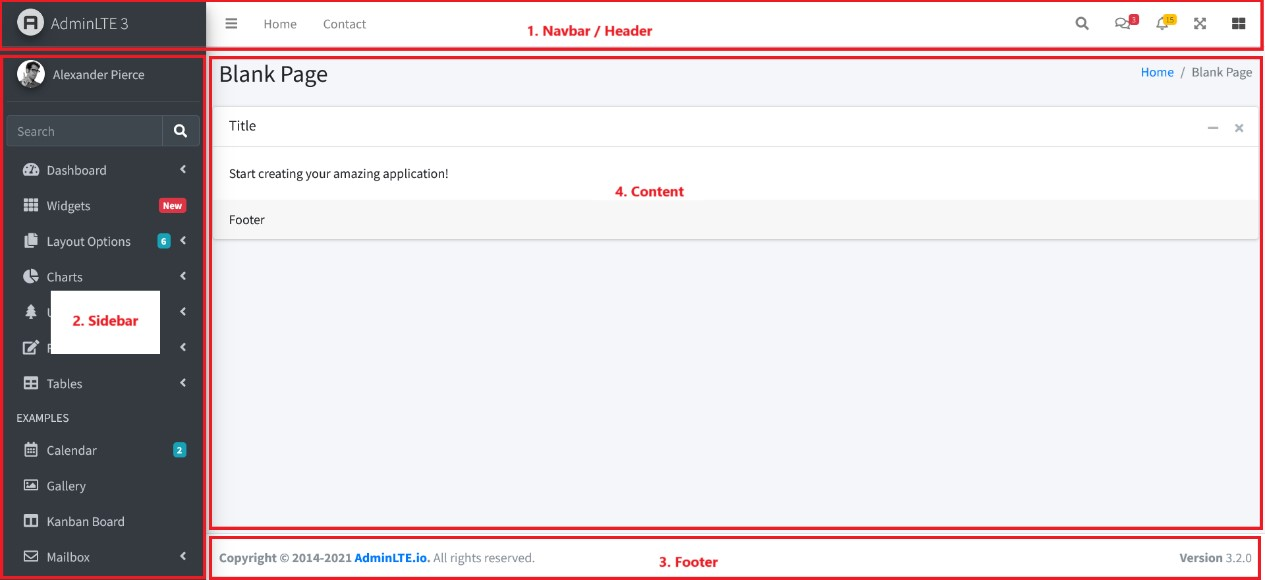 AdminLTE 3
Home Contact
1. Navbar / Header
3
15
Alexander Pierce
Search
Dashboard
Widgets New
Layout Options 6
Charts
2. Sidebar
Tables
EXAMPLES
Calendar 2
Gallery
Kanban Board
Mailbox
Blank Page
Home / Blank Page
Title
Start creating your amazing application!
4. Content
Footer
Copyright © 2014-2021 AdminLTE.io. All rights reserved.
3. Footer
Version 3.2.0